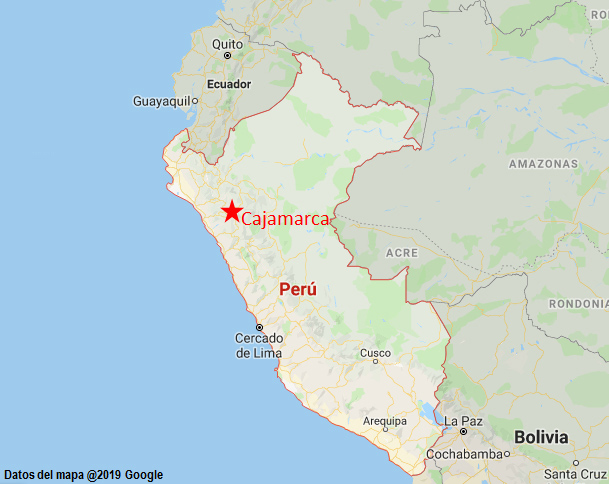 Quito
Ecuador
Guayaquil
AMAZONAS
Cajamarca
ACRE
Perú
RONDONIA
Cercado
de Lima
Cusco
Arequipa
La Paz
Bolivia
Cochabamba
Santa Cruz
Datos del mapa @2019 Google